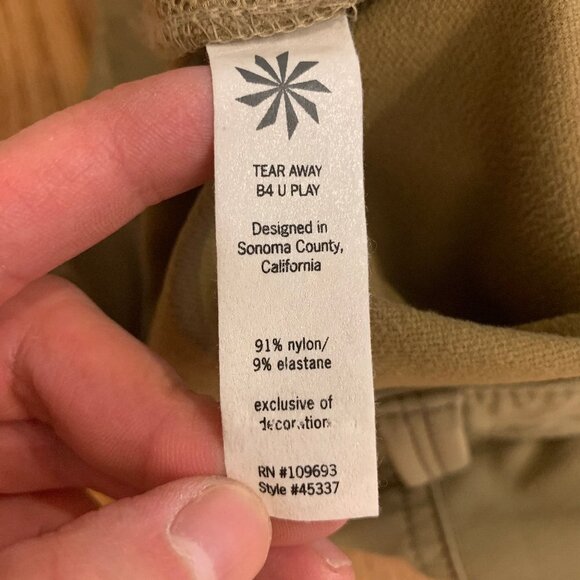 TEAR AWAY
B4 U PLAY
Designed in
Sonoma County,
California
91% nylon/
9% elastane
exclusive of
decoration
RN #109693
Style #45337